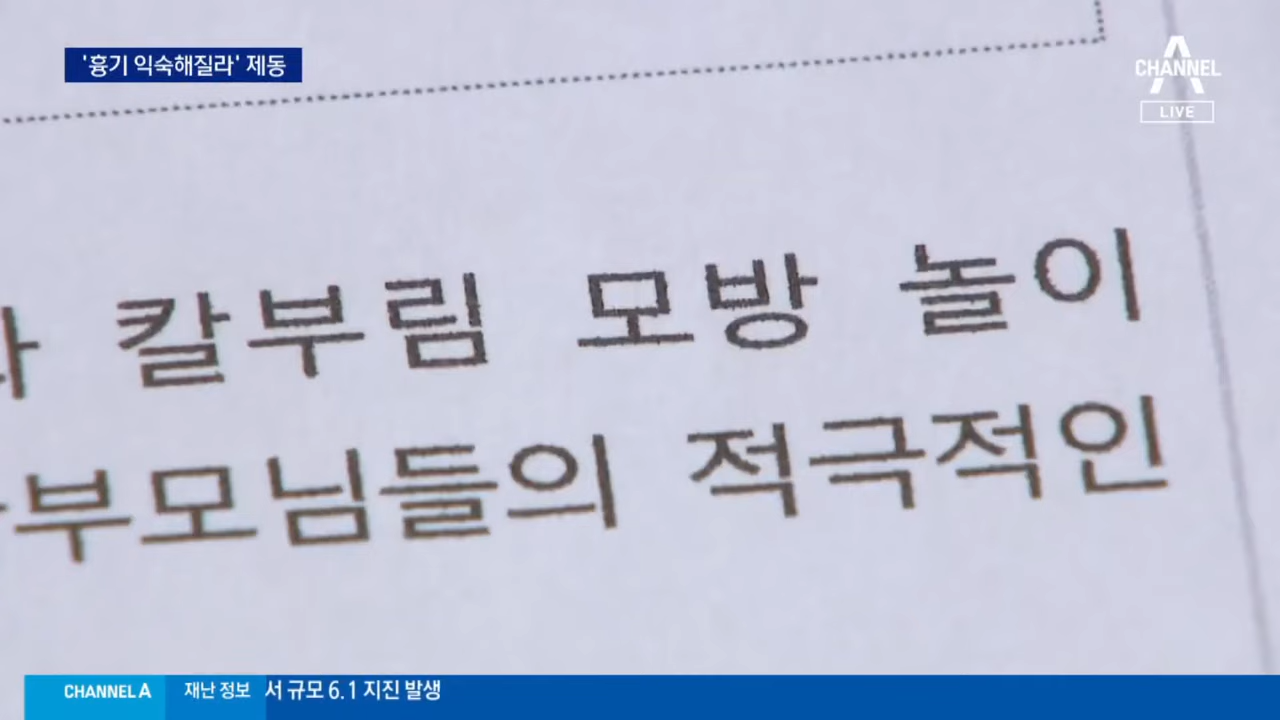 '흉기 익숙해질라' 제동
CHANNEL A
LIVE
칼부림 모방 놀이
부모님들의 적극적인
CHANNEL A 재난 정보 서 규모 6.1 지진 발생